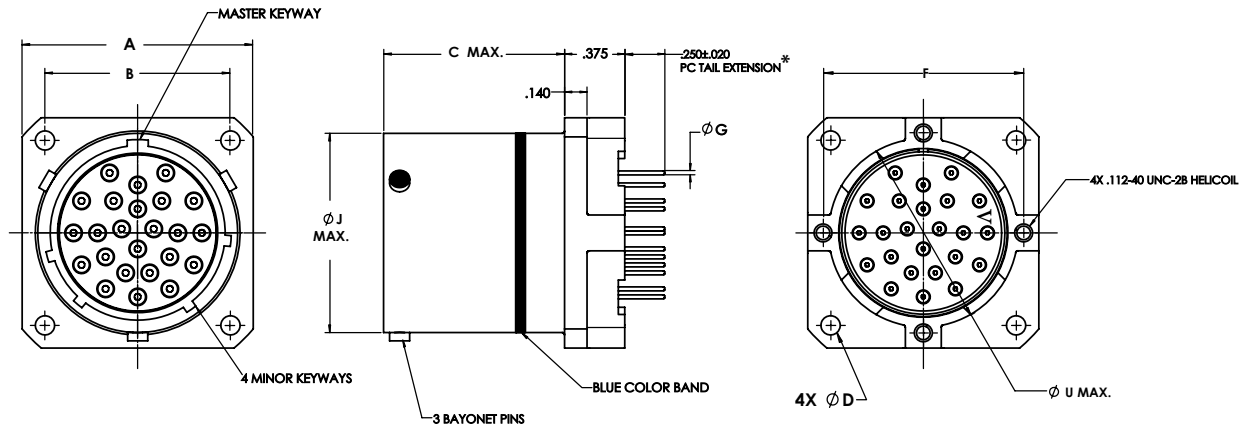 MASTER KEYWAY
A
B
4 MINOR KEYWAYS
C MAX.
.375
.250±.020
PC TAIL EXTENSION*
.140
ØG
ØJ
MAX.
BLUE COLOR BAND
3 BAYONET PINS
F
4X .112-40 UNC-2B HELICOIL
V
4X ØD
Ø U MAX.